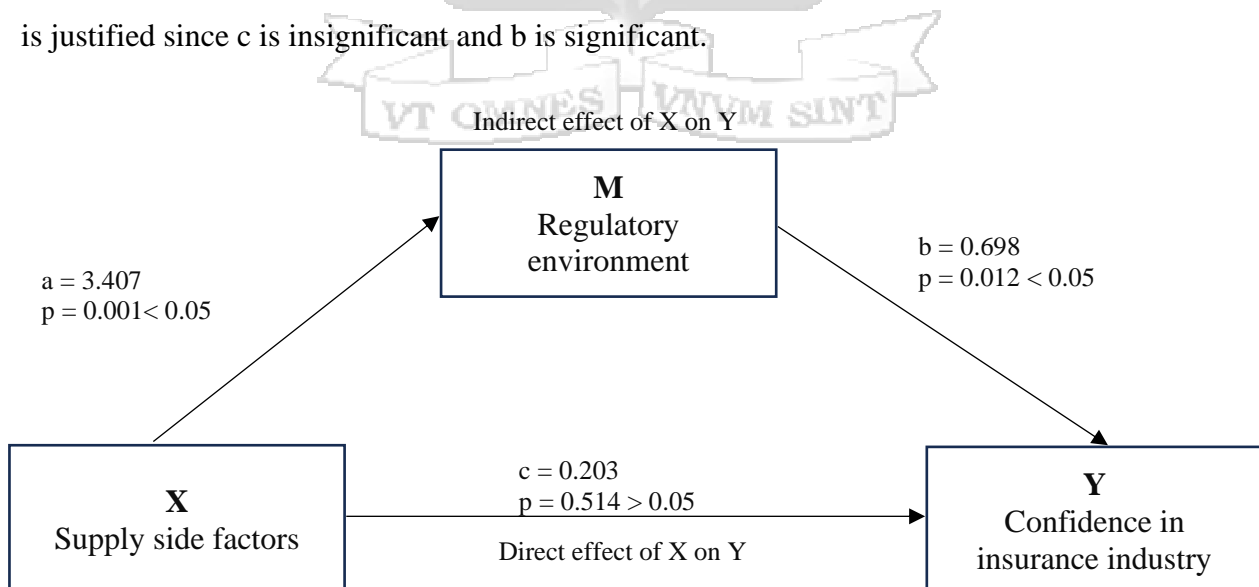 is justified since c is insignificant and b is significant.
VT OMNES VNVM SINT
Indirect effect of X on Y
M
Regulatory
environment
a = 3.407
p = 0.001< 0.05
b = 0.698
p = 0.012 < 0.05
X
Supply side factors
c = 0.203
p = 0.514 > 0.05
Direct effect of X on Y
Y
Confidence in
insurance industry